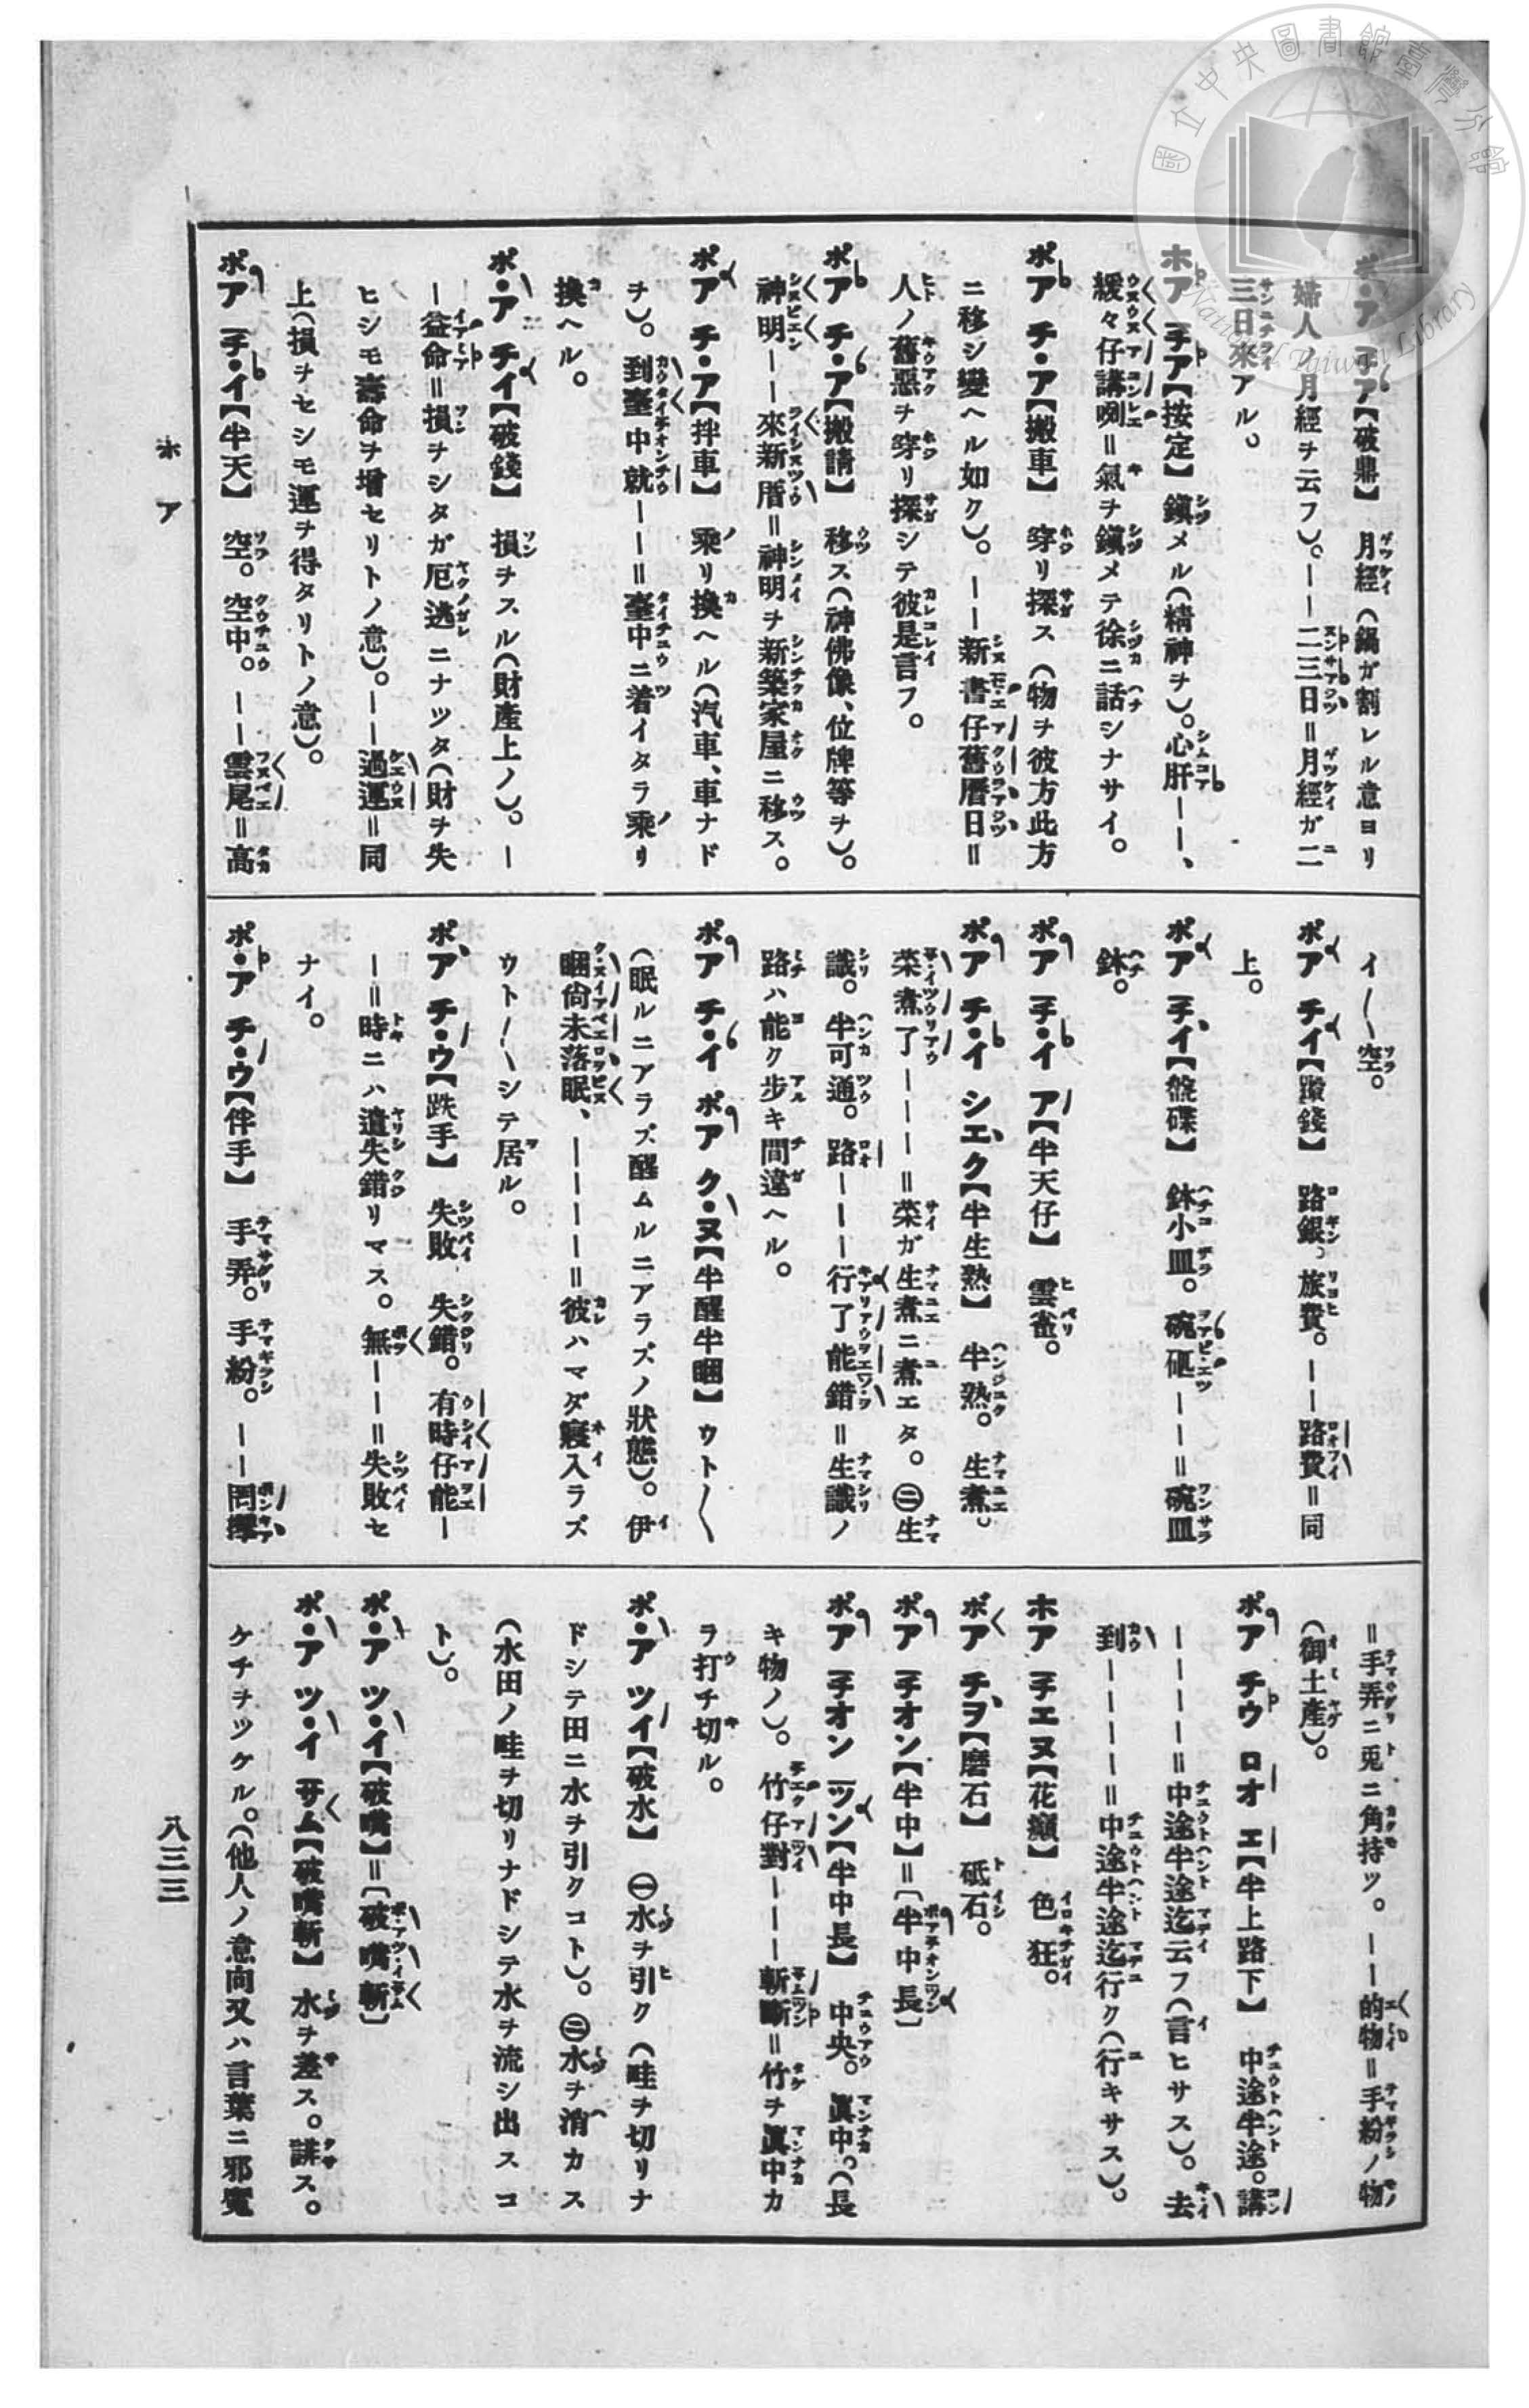 ポ・ア チア【破鼎】 月經（鍋ガ割レル意ヨリ
婦人ノ月經ヲ云フ）。――二三日＝月經ガ二
三日來アル。
ホア チア【按定】 鎭メル（精神ヲ）。心肝――、
緩々仔講咧＝氣ヲ鎭メテ徐ニ話シナサイ。
ポア チ・ア【搬車】 穿リ探ス（物ヲ彼方此方
ニ移シ變ヘル如ク）。――新書仔舊曆日＝
人ノ舊惡ヲ穿リ探シテ彼是言フ。
ポア チ・ア【搬請】 移ス（神佛像、位牌等ヲ）。
神明――來新厝＝神明ヲ新築家屋ニ移ス。
ポア チ・ア【拌車】 乘リ換ヘル（汽車、車ナド
ヲ）。到臺中就――＝臺中ニ着イタラ乘リ
換ヘル。
ポ・ア チイ【破錢】 損ヲスル（財產上ノ）。―
―益命＝損ヲシタガ厄逃ニナツタ（財ヲ失
ヒシモ壽命ヲ增セリトノ意）。――過運＝同
上（損ヲセシモ運ヲ得タリトノ意）。
ポア チ・イ【半天】 空。空中。――雲尾＝高
イ〱空。
ポア チイ【盤錢】 路銀。旅費。――路費＝同
上。
ポア チイ【盤碟】 鉢小皿。碗𥐵――＝碗皿
鉢。
ポア チ・イ ア【半天仔】 雲雀。
ポア チ・イ シエ、ク【半生熟】 半熟。生煮。
菜煮了―――＝菜ガ生煮ニ煮エタ。㊁生
識。半可通。路―――行了能錯＝生識ノ
路ハ能ク步キ間違ヘル。
ポア チ・イ ポア ク・ヌ【半醒半睏】 ウト〱
（眠ルニアラズ醒ムルニアラズノ狀態）。伊
睏尙未落眠、――――＝彼ハマダ寢入ラズ
ウト〱シテ居ル。
ポア チ・ウ【跌手】 失敗 失錯。有時仔能―
―＝時ニハ遣失錯リマス。無――＝失敗セ
ナイ。
ポ・ア チ・ウ【伴手】 手弄。手紛。――罔攑
＝手弄ニ兎ニ角持ツ。――的物＝手紛ノ物
（御土產）。
ポア チウ ロオ エ【半上路下】 中途半途。講
――――＝中途半途迄云フ（言ヒサス）。去
到――――＝中途半途迄行ク（行キサス）。
ホア チエヌ【花癲】 色狂。
ボア チ、ヲ【磨石】 砥石。
ポア チオン【半中】＝〔半中長〕
ポア チオン ツン【半中長】 中央。眞中。（長
キ物ノ）。竹仔對―――斬斷＝竹ヲ眞中カ
ラ打チ切ル。
ポ・ア ツイ【破水】 ㊀水ヲ引ク（畦ヲ切リナ
ドシテ田ニ水ヲ引クコト）。㊁水ヲ消カス
（水田ノ畦ヲ切リナドシテ水ヲ流シ出スコ
ト）。
ポ・ア ツ・イ【破嘴】＝〔破嘴斬〕
ポ・ア ツ・イ サム【破嘴斬】 水ヲ差ス。誹ス。
ケチヲツケル。（他人ノ意向又ハ言葉ニ邪魔
ホア
八三三
國立中央圖書館臺灣分館
National Taiwan Library